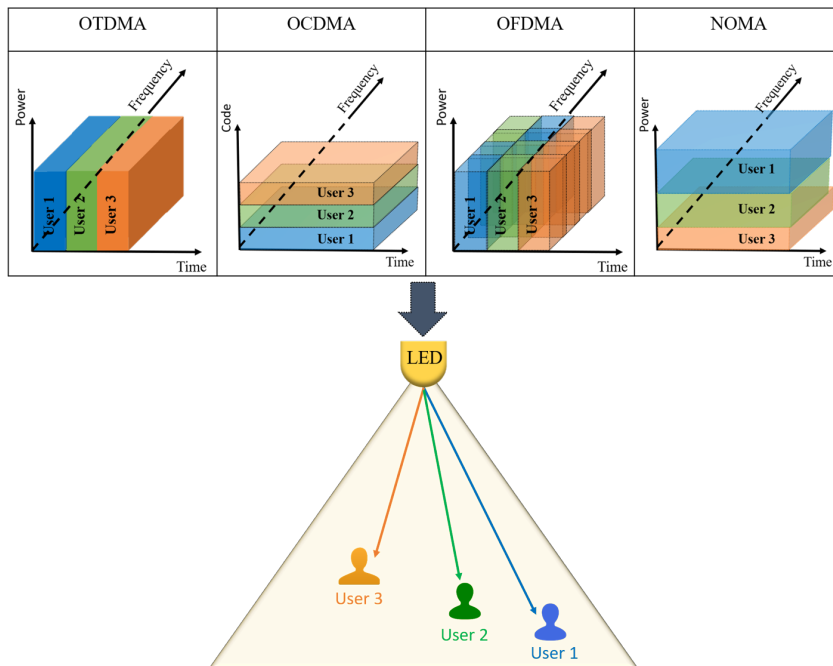 OTDMA
OCDMA
OFDMA
NOMA
Power
Frequency
User 1
User 2
User 3
Time
Code
Frequency
User 3
User 2
User 1
Time
Power
Frequency
User 1
User 2
User 3
Time
Power
Frequency
User 1
User 2
User 3
Time
LED
User 3
User 2
User 1